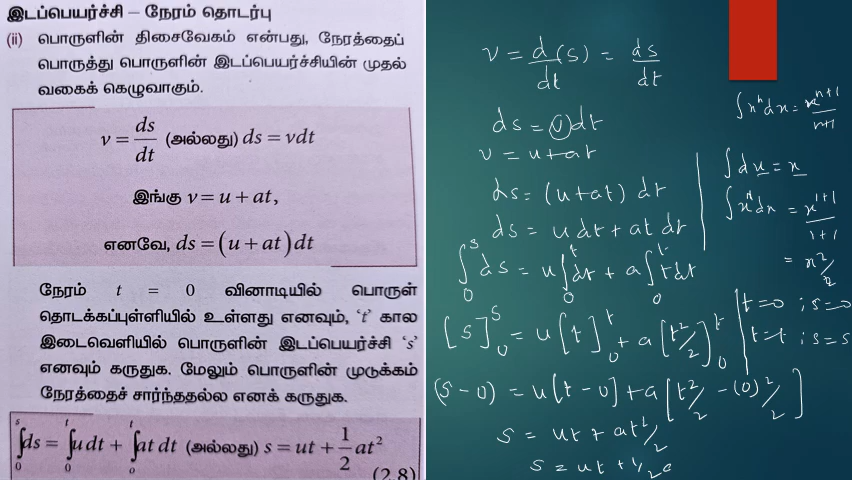 இடப்பெயர்ச்சி – நேரம் தொடர்பு
(ii) பொருளின் திசைவேகம் என்பது, நேரத்தைப்
பொருத்து பொருளின் இடப்பெயர்ச்சியின் முதல்
வகைக் கெழுவாகும்.
v = ds/dt (அல்லது) ds = vdt
இங்கு v = u + at,
எனவே, ds = (u + at)dt
நேரம் t = 0 வினாடியில் பொருள்
தொடக்கப்புள்ளியில் உள்ளது எனவும், ‘t’ கால
இடைவெளியில் பொருளின் இடப்பெயர்ச்சி ‘s’
எனவும் கருதுக. மேலும் பொருளின் முடுக்கம்
நேரத்தைச் சார்ந்ததல்ல எனக் கருதுக.
∫₀ˢ ds = ∫₀ᵗ u dt + ∫₀ᵗ at dt (அல்லது) s = ut + 1/2 at²
(2.8)
v = d(s)/dt = ds/dt
ds = v dt
v = u + at
ds = (u+at) dt
ds = u dt + at dt
∫₀ˢ ds = u ∫₀ᵗ dt + a ∫₀ᵗ t dt
[s]₀ˢ = u [t]₀ᵗ + a [t²/2]₀ᵗ
(s - 0) = u[t - 0] + a [t²/2 - (0)²/2]
s = ut + at²/2
s = ut + 1/2 a
∫xⁿdx = xⁿ⁺¹/n+1
∫dx = x
∫x¹dx = x¹⁺¹/1+1
= x²/2
t=0 ; s=0
t=t ; s=s